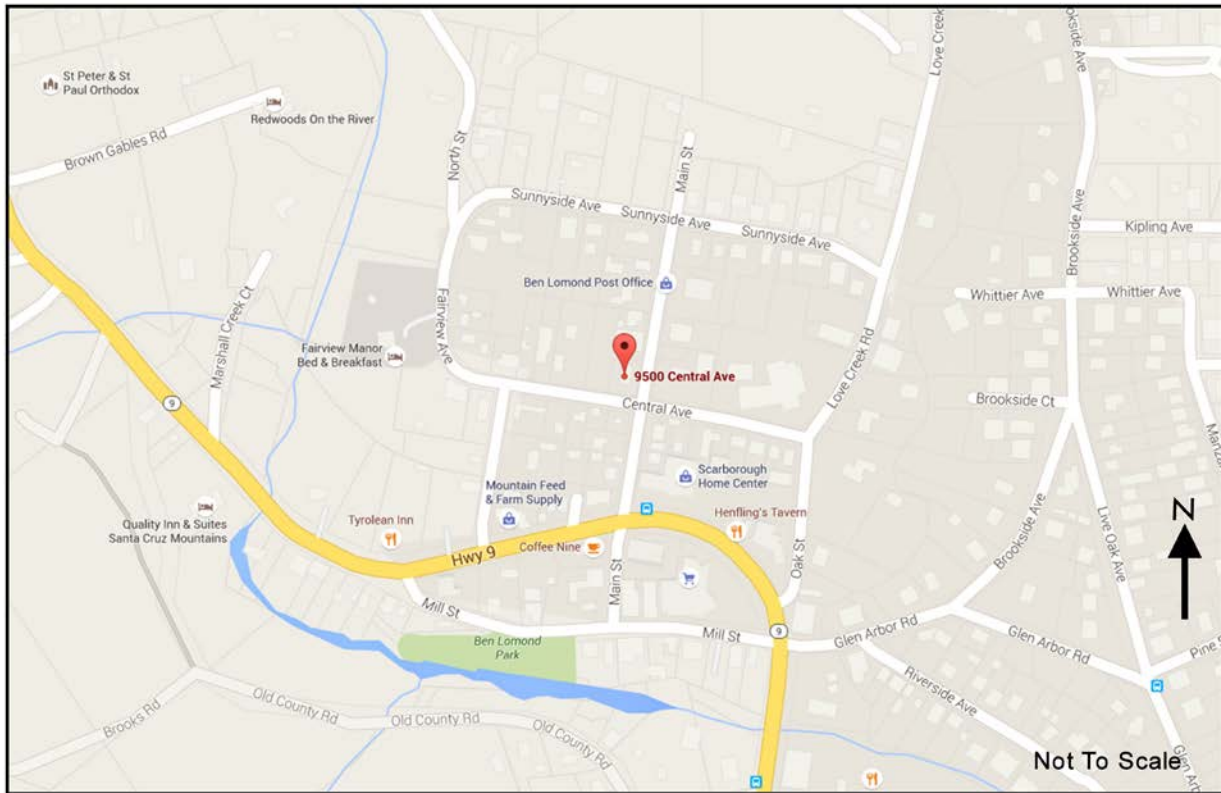 St Peter & St
Paul Orthodox
Redwoods On the River
Brown Gables Rd
North St
Main St
Love Creek
Brookside Ave
Sunnyside Ave
Sunnyside Ave
Sunnyside Ave
Brookside Ave
Kipling Ave
Ben Lomond Post Office
Whittier Ave
Whittier Ave
Marshall Creek Ct
Fairview Ave
Fairview Manor
Bed & Breakfast
9500 Central Ave
Love Creek Rd
Central Ave
Brookside Ct
9
Scarborough
Home Center
Mountain Feed
& Farm Supply
Quality Inn & Suites
Santa Cruz Mountains
Tyrolean Inn
Henfling's Tavern
Brookside Ave
Live Oak Ave
N
Hwy 9
Coffee Nine
Main St
Oak St
Mill St
Mill St
9
Glen Arbor Rd
Glen Arbor Rd
Ben Lomond
Park
Riverside Ave
Pine
Brooks Rd
Old County Rd
Old County Rd
Old County Rd
Glen
Not To Scale